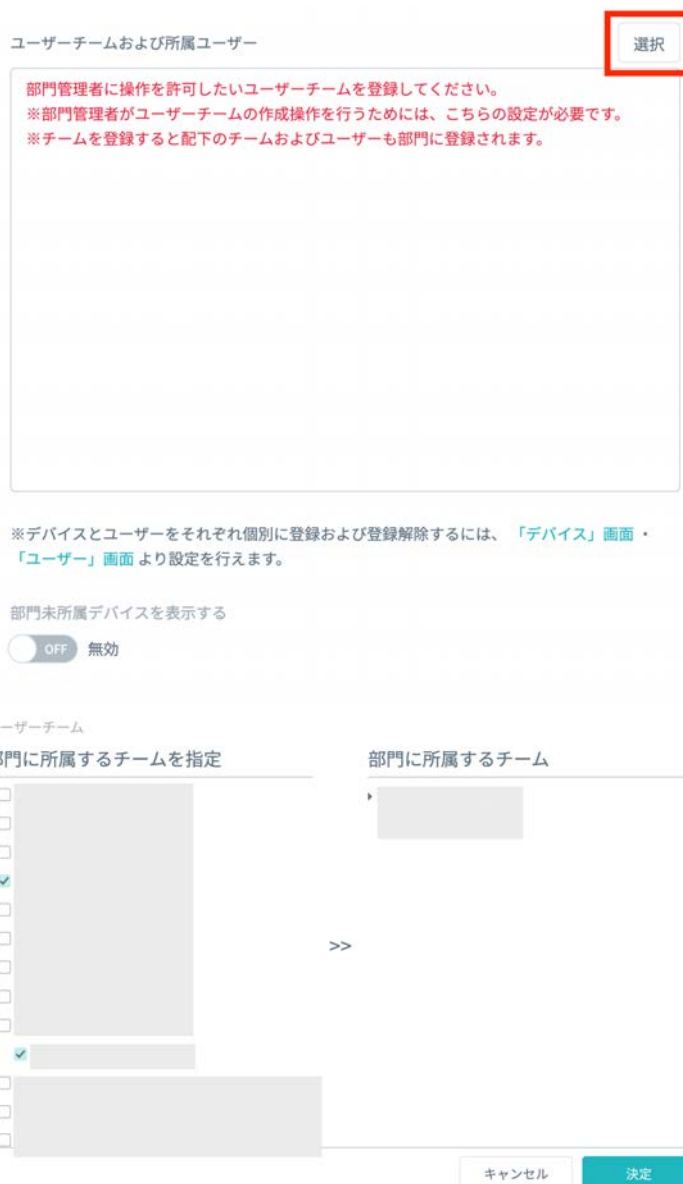 ユーザーチームおよび所属ユーザー
選択
部門管理者に操作を許可したいユーザーチームを登録してください。
※部門管理者がユーザーチームの作成操作を行うためには、こちらの設定が必要です。
※チームを登録すると配下のチームおよびユーザーも部門に登録されます。
※デバイスとユーザーをそれぞれ個別に登録および登録解除するには、 「デバイス」画面 ・
「ユーザー」画面 より設定を行えます。
部門未所属デバイスを表示する
OFF 無効
ーザーチーム
部門に所属するチームを指定
部門に所属するチーム
>>
キャンセル
決定